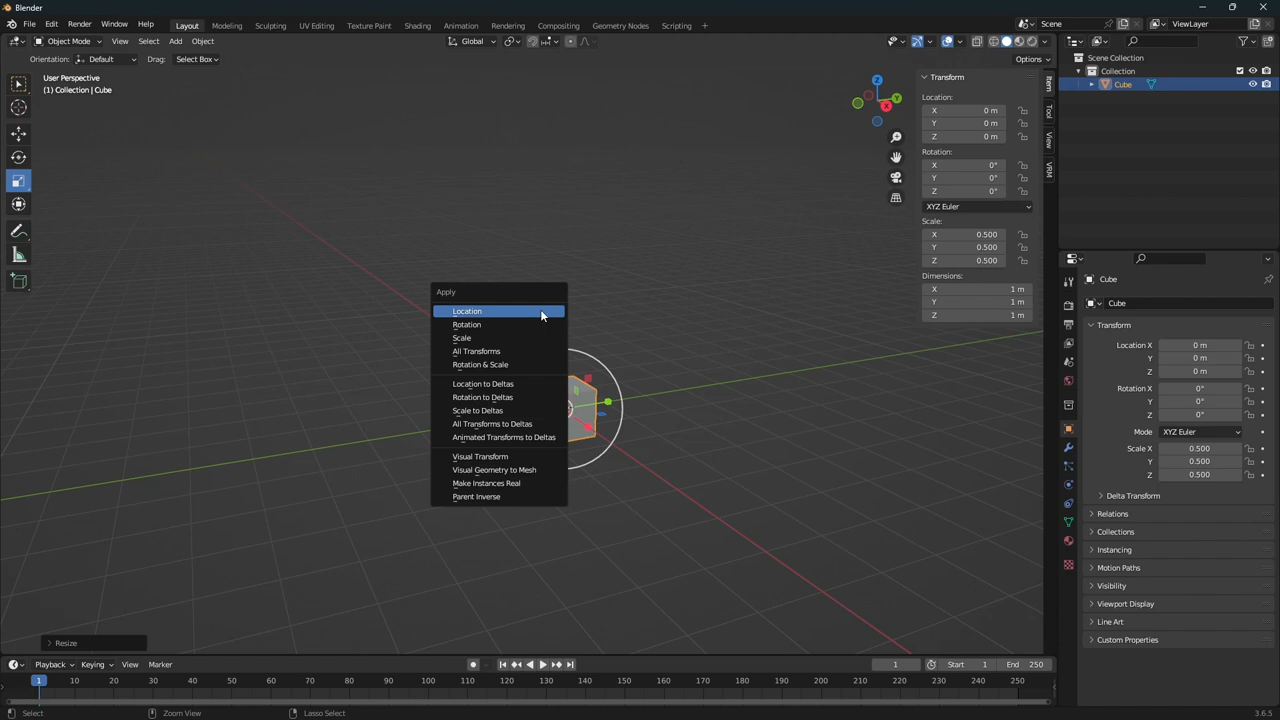 Blender
File Edit Render Window Help Layout Modeling Sculpting UV Editing Texture Paint Shading Animation Rendering Compositing Geometry Nodes Scripting + Scene ViewLayer
Object Mode View Select Add Object Global
Orientation: Default Drag: Select Box Options
User Perspective
(1) Collection | Cube
Z
Y
X
Transform
Location:
X 0 m
Y 0 m
Z 0 m
Rotation:
X 0°
Y 0°
Z 0°
XYZ Euler
Scale:
X 0.500
Y 0.500
Z 0.500
Dimensions:
X 1 m
Y 1 m
Z 1 m
Item
Tool
View
VRM
Apply
Location
Rotation
Scale
All Transforms
Rotation & Scale
Location to Deltas
Rotation to Deltas
Scale to Deltas
All Transforms to Deltas
Animated Transforms to Deltas
Visual Transform
Visual Geometry to Mesh
Make Instances Real
Parent Inverse
Resize
Scene Collection
Collection
Cube
Cube
Cube
Transform
Location X 0 m
Y 0 m
Z 0 m
Rotation X 0°
Y 0°
Z 0°
Mode XYZ Euler
Scale X 0.500
Y 0.500
Z 0.500
Delta Transform
Relations
Collections
Instancing
Motion Paths
Visibility
Viewport Display
Line Art
Custom Properties
Playback Keying View Marker 1 Start 1 End 250
1 10 20 30 40 50 60 70 80 90 100 110 120 130 140 150 160 170 180 190 200 210 220 230 240 250
Select Zoom View Lasso Select 3.6.5